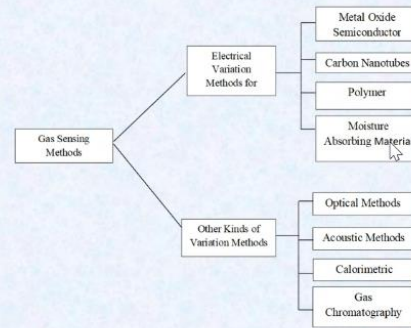 Metal Oxide
Semiconductor
Electrical
Variation
Methods for
Carbon Nanotubes
Polymer
Moisture
Absorbing Materia
Gas Sensing
Methods
Other Kinds of
Variation Methods
Optical Methods
Acoustic Methods
Calorimetric
Gas
Chromatography